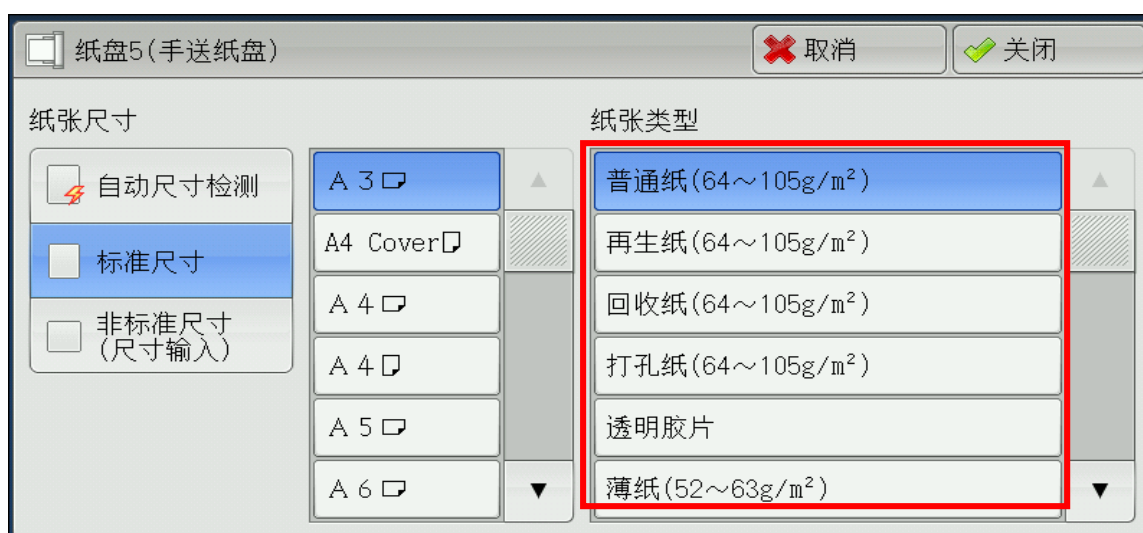 纸盘5(手送纸盘)
取消
关闭
纸张尺寸
自动尺寸检测
标准尺寸
非标准尺寸
(尺寸输入)
A 3
A4 Cover
A 4
A 4
A 5
A 6
纸张类型
普通纸(64～105g/m²)
再生纸(64～105g/m²)
回收纸(64～105g/m²)
打孔纸(64～105g/m²)
透明胶片
薄纸(52～63g/m²)